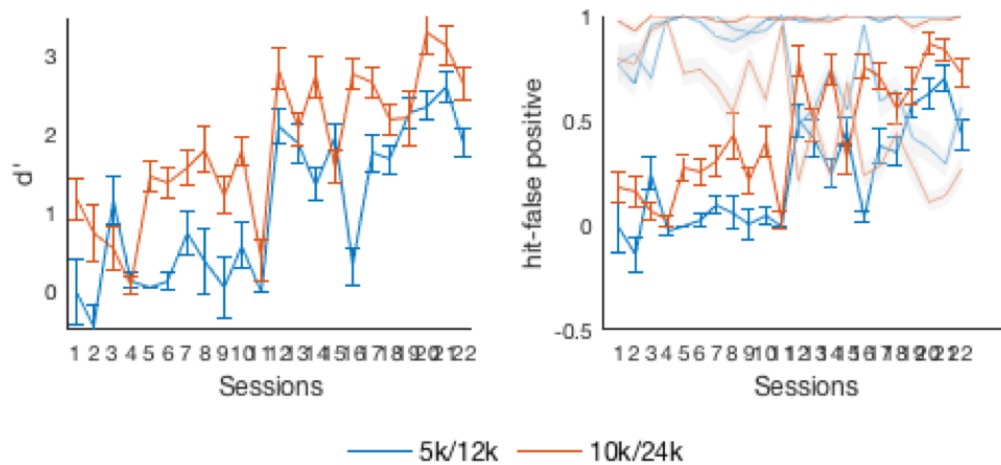 3
2
1
0
d'
1 2 3 4 5 6 7 8 9 10 11 12 13 14 15 16 17 18 19 20 21 22
Sessions
1
0.5
0
-0.5
hit-false positive
1 2 3 4 5 6 7 8 9 10 11 12 13 14 15 16 17 18 19 20 21 22
Sessions
5k/12k
10k/24k